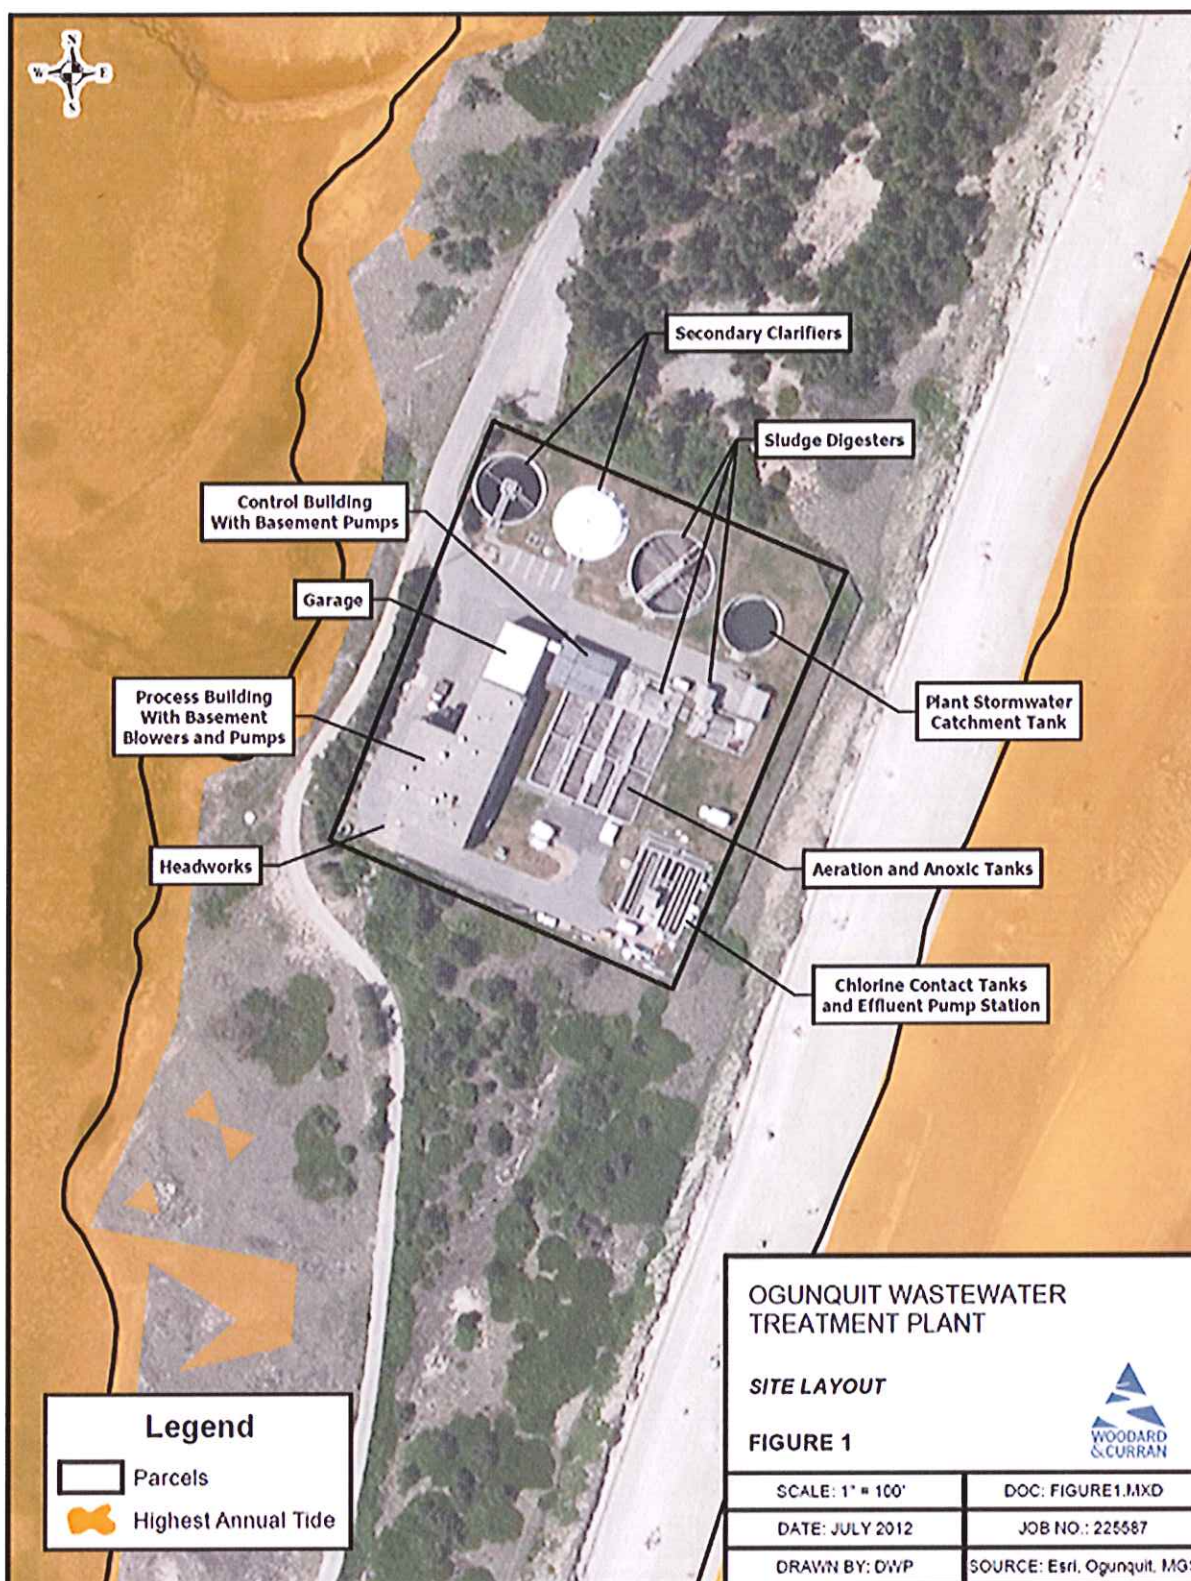 N
W E
S
Secondary Clarifiers
Sludge Digesters
Control Building
With Basement Pumps
Garage
Process Building
With Basement
Blowers and Pumps
Plant Stormwater
Catchment Tank
Headworks
Aeration and Anoxic Tanks
Chlorine Contact Tanks
and Effluent Pump Station
OGUNQUIT WASTEWATER
TREATMENT PLANT
SITE LAYOUT
FIGURE 1
WOODARD
&CURRAN
Legend
Parcels
Highest Annual Tide
SCALE: 1" = 100'
DOC: FIGURE1.MXD
DATE: JULY 2012
JOB NO.: 225587
DRAWN BY: DWP
SOURCE: Esri, Ogunquit,